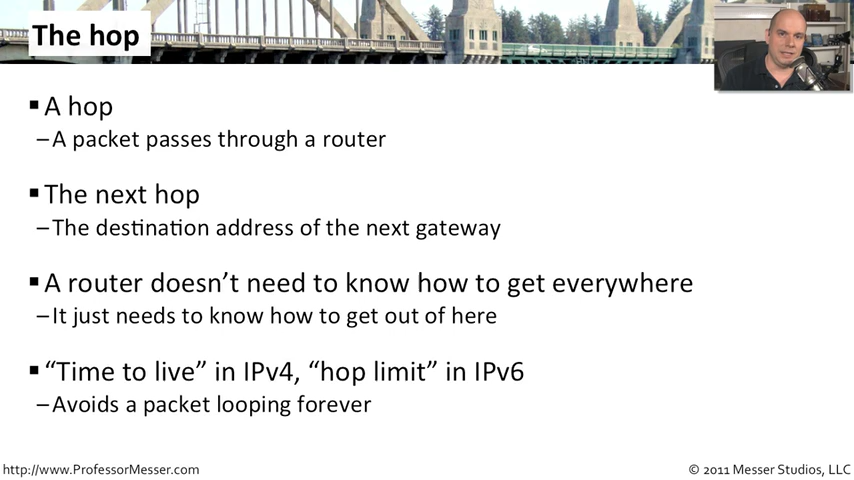 The hop
▪ A hop
– A packet passes through a router
▪ The next hop
– The destination address of the next gateway
▪ A router doesn’t need to know how to get everywhere
– It just needs to know how to get out of here
▪ “Time to live” in IPv4, “hop limit” in IPv6
– Avoids a packet looping forever
http://www.ProfessorMesser.com
© 2011 Messer Studios, LLC